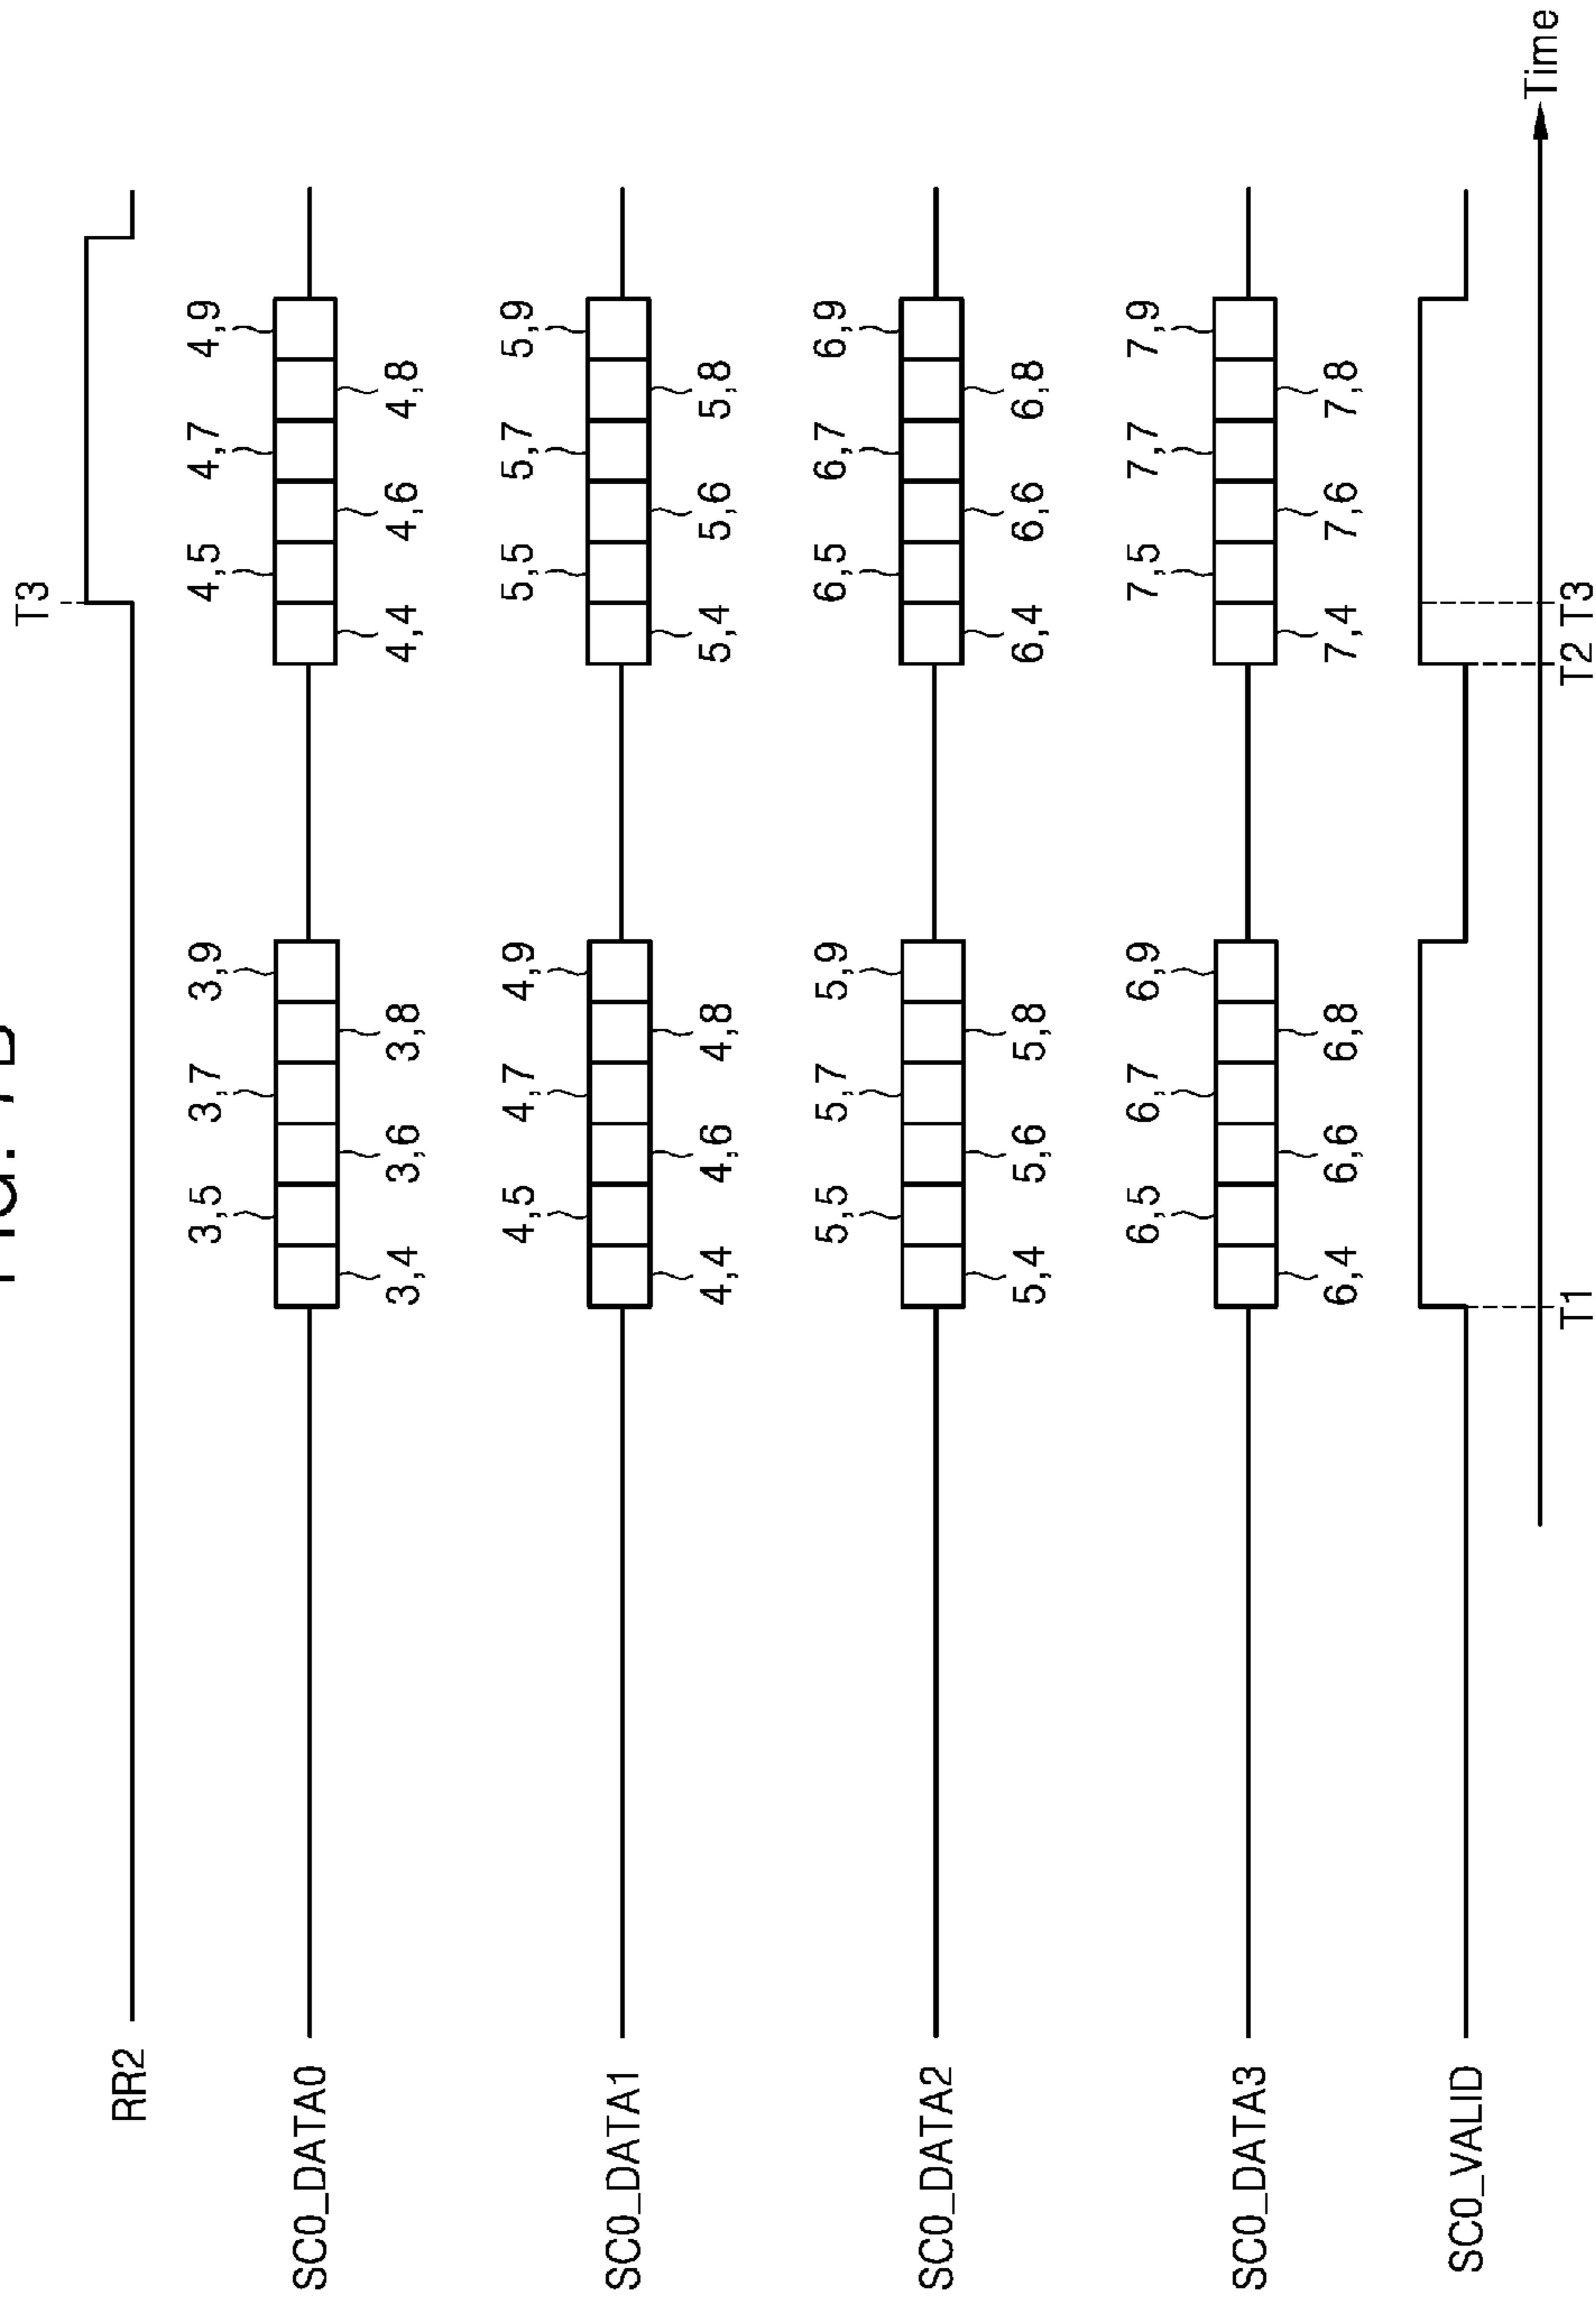 T3
RR2
3,5 3,7 3,9 4,5 4,7 4,9
SC0_DATA0
3,4 3,6 3,8 4,4 4,6 4,8
4,5 4,7 4,9 5,5 5,7 5,9
SC0_DATA1
4,4 4,6 4,8 5,4 5,6 5,8
5,5 5,7 5,9 6,5 6,7 6,9
SC0_DATA2
5,4 5,6 5,8 6,4 6,6 6,8
6,5 6,7 6,9 7,5 7,7 7,9
SC0_DATA3
6,4 6,6 6,8 7,4 7,6 7,8
SC0_VALID
Time
T1 T2 T3